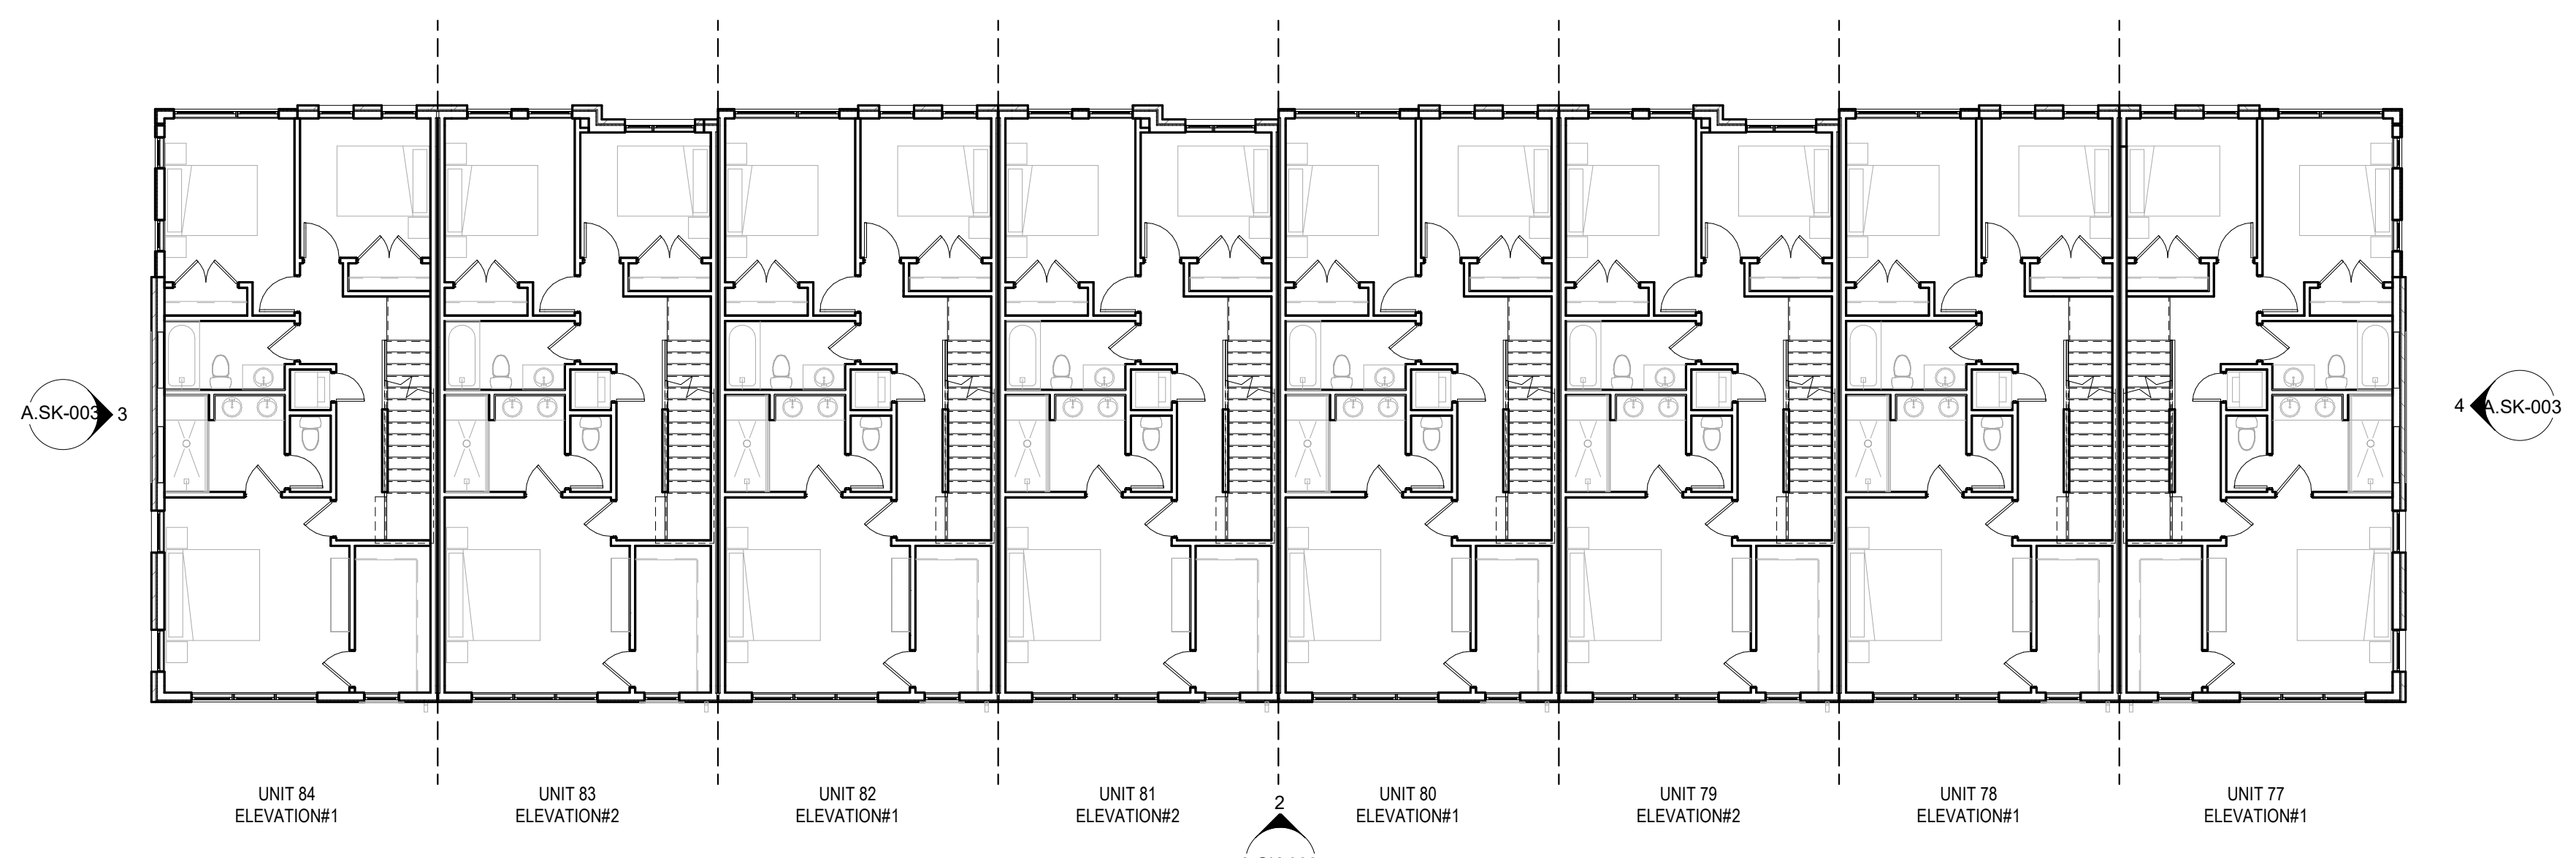 A.SK-003
3
4
A.SK-003
UNIT 84
ELEVATION#1
UNIT 83
ELEVATION#2
UNIT 82
ELEVATION#1
UNIT 81
ELEVATION#2
UNIT 80
ELEVATION#1
UNIT 79
ELEVATION#2
UNIT 78
ELEVATION#1
UNIT 77
ELEVATION#1
2